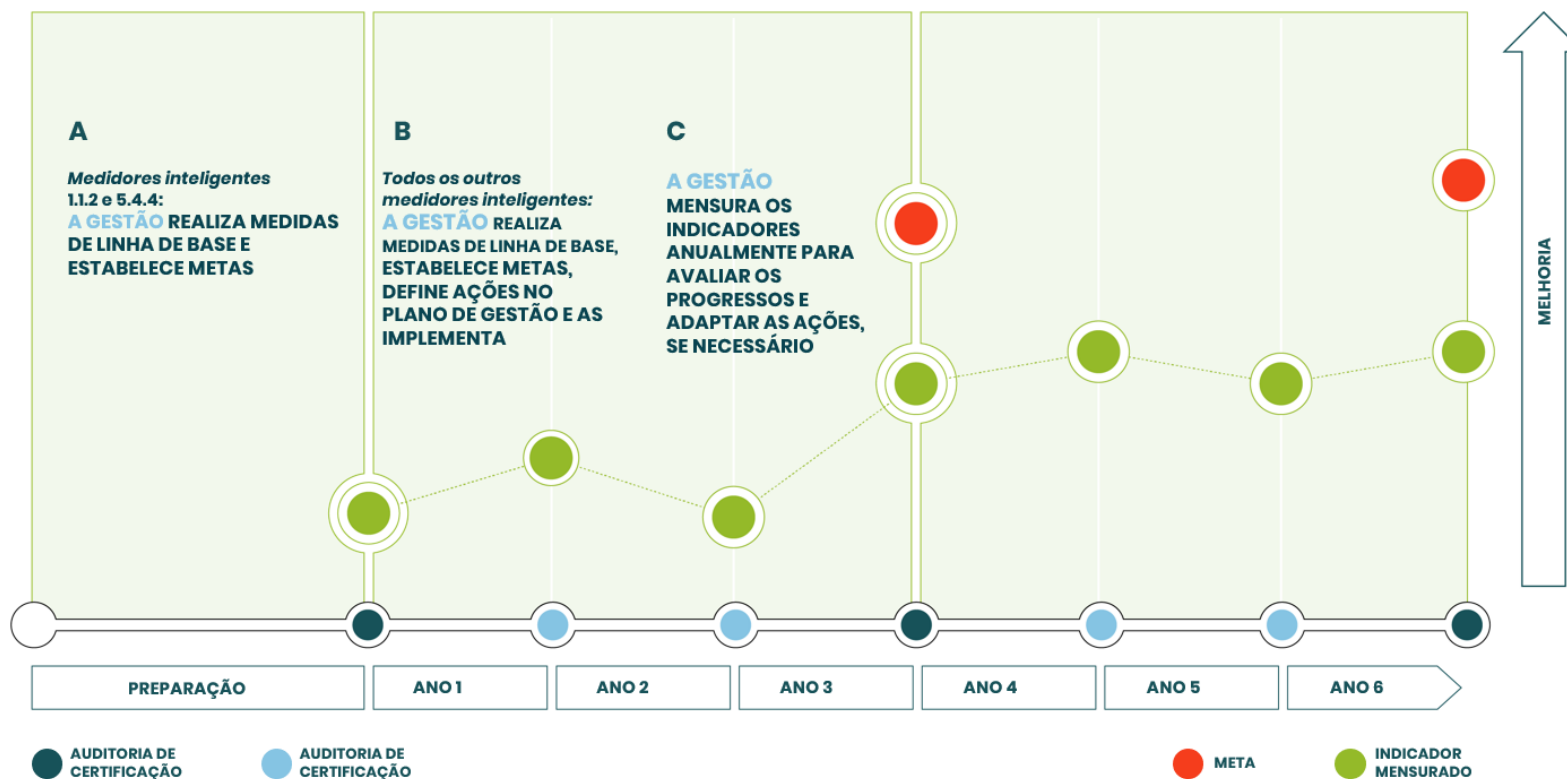 A
Medidores inteligentes
1.1.2 e 5.4.4:
A GESTÃO REALIZA MEDIDAS
DE LINHA DE BASE E
ESTABELECE METAS
B
Todos os outros
medidores inteligentes:
A GESTÃO REALIZA
MEDIDAS DE LINHA DE BASE,
ESTABELECE METAS,
DEFINE AÇÕES NO
PLANO DE GESTÃO E AS
IMPLEMENTA
C
A GESTÃO
MENSURA OS
INDICADORES
ANUALMENTE PARA
AVALIAR OS
PROGRESSOS E
ADAPTAR AS AÇÕES,
SE NECESSÁRIO
MELHORIA
PREPARAÇÃO
ANO 1
ANO 2
ANO 3
ANO 4
ANO 5
ANO 6
AUDITORIA DE
CERTIFICAÇÃO
AUDITORIA DE
CERTIFICAÇÃO
META
INDICADOR
MENSURADO